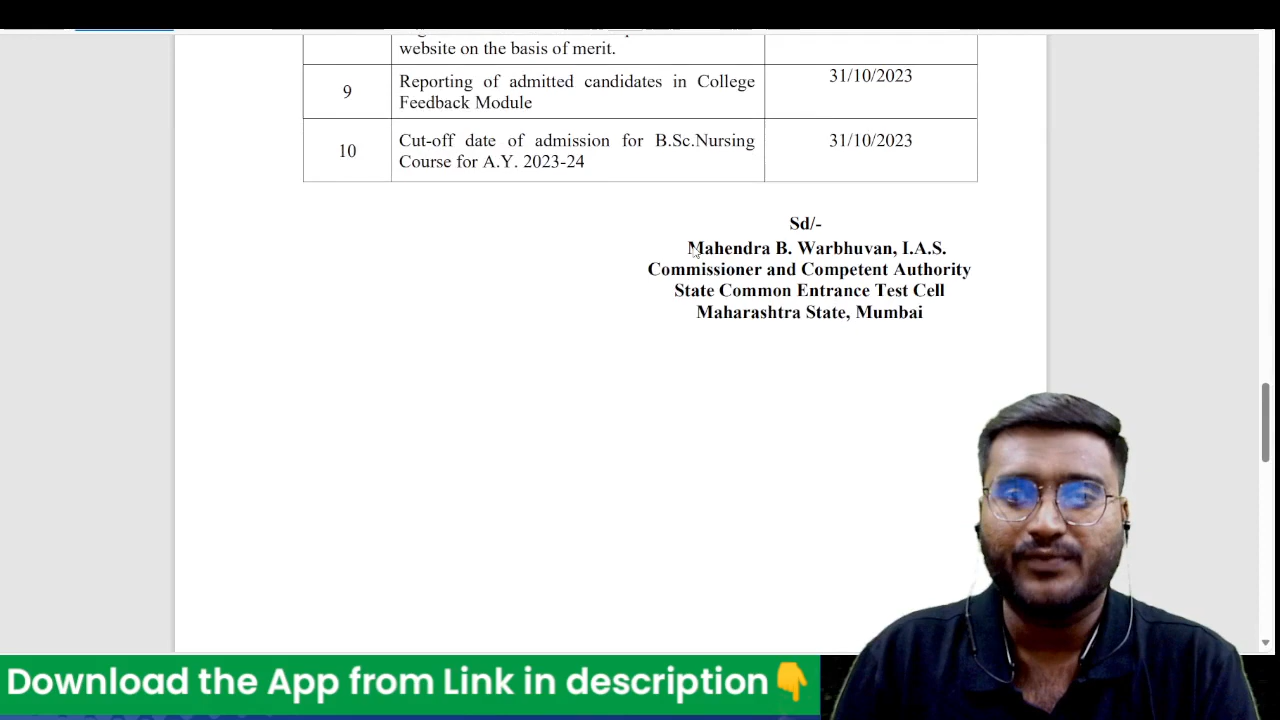 website on the basis of merit.
9
Reporting of admitted candidates in College
Feedback Module
31/10/2023
10
Cut-off date of admission for B.Sc.Nursing
Course for A.Y. 2023-24
31/10/2023
Sd/-
Mahendra B. Warbhuvan, I.A.S.
Commissioner and Competent Authority
State Common Entrance Test Cell
Maharashtra State, Mumbai
Download the App from Link in description👇